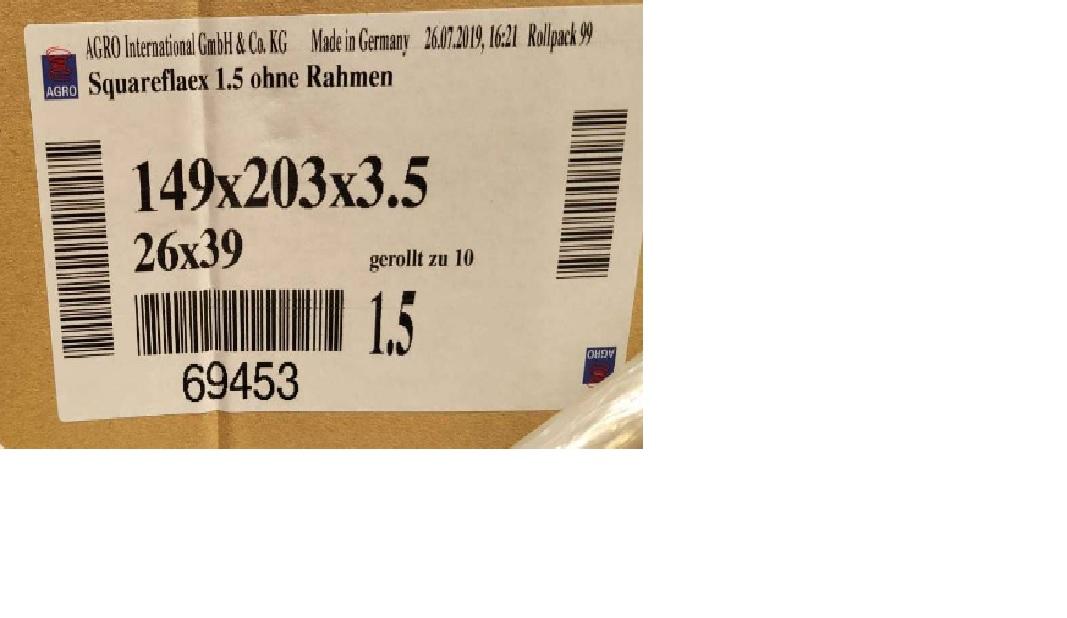 AGRO International GmbH & Co. KG Made in Germany 26.07.2019, 16:21 Rollpack 99
AGRO Squareflaex 1.5 ohne Rahmen
149x203x3.5
26x39 gerollt zu 10
1.5
69453
AGRO